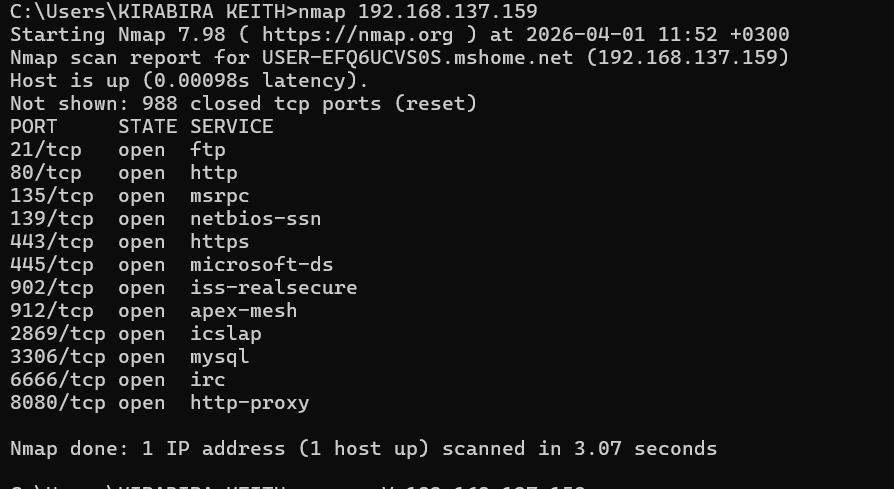 C:\Users\KIRABIRA KEITH>nmap 192.168.137.159
Starting Nmap 7.98 ( https://nmap.org ) at 2026-04-01 11:52 +0300
Nmap scan report for USER-EFQ6UCVS0S.mshome.net (192.168.137.159)
Host is up (0.00098s latency).
Not shown: 988 closed tcp ports (reset)
PORT     STATE SERVICE
21/tcp   open  ftp
80/tcp   open  http
135/tcp  open  msrpc
139/tcp  open  netbios-ssn
443/tcp  open  https
445/tcp  open  microsoft-ds
902/tcp  open  iss-realsecure
912/tcp  open  apex-mesh
2869/tcp open  icslap
3306/tcp open  mysql
6666/tcp open  irc
8080/tcp open  http-proxy
Nmap done: 1 IP address (1 host up) scanned in 3.07 seconds